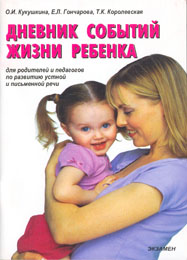 О.И. Кукушкина, Е.Л. Гончарова, Т.К. Королевская
ДНЕВНИК СОБЫТИЙ
ЖИЗНИ РЕБЕНКА
для родителей и педагогов
по развитию устной
и письменной речи
ЭКЗАМЕН